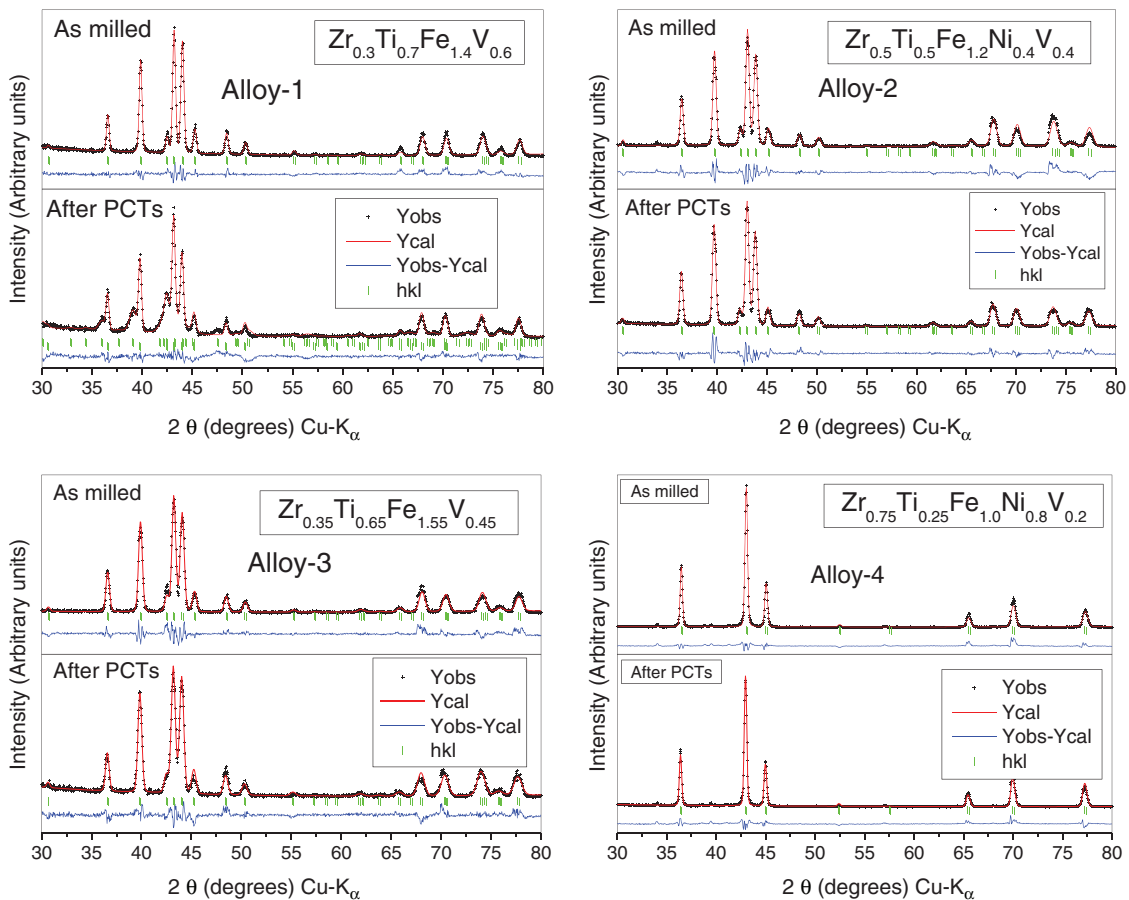 As milled
Zr0.3Ti0.7Fe1.4V0.6
Alloy-1
After PCTs
Yobs
Ycal
Yobs-Ycal
hkl
Intensity (Arbitrary units)
30 35 40 45 50 55 60 65 70 75 80
2 θ (degrees) Cu-Kα
As milled
Zr0.5Ti0.5Fe1.2Ni0.4V0.4
Alloy-2
After PCTs
Yobs
Ycal
Yobs-Ycal
hkl
Intensity (Arbitrary units)
30 35 40 45 50 55 60 65 70 75 80
2 θ (degrees) Cu-Kα
As milled
Zr0.35Ti0.65Fe1.55V0.45
Alloy-3
After PCTs
Yobs
Ycal
Yobs-Ycal
hkl
Intensity (Arbitrary units)
30 35 40 45 50 55 60 65 70 75 80
2 θ (degrees) Cu-Kα
As milled
Zr0.75Ti0.25Fe1.0Ni0.8V0.2
Alloy-4
After PCTs
Yobs
Ycal
Yobs-Ycal
hkl
Intensity (Arbitrary units)
30 35 40 45 50 55 60 65 70 75 80
2 θ (degrees) Cu-Kα